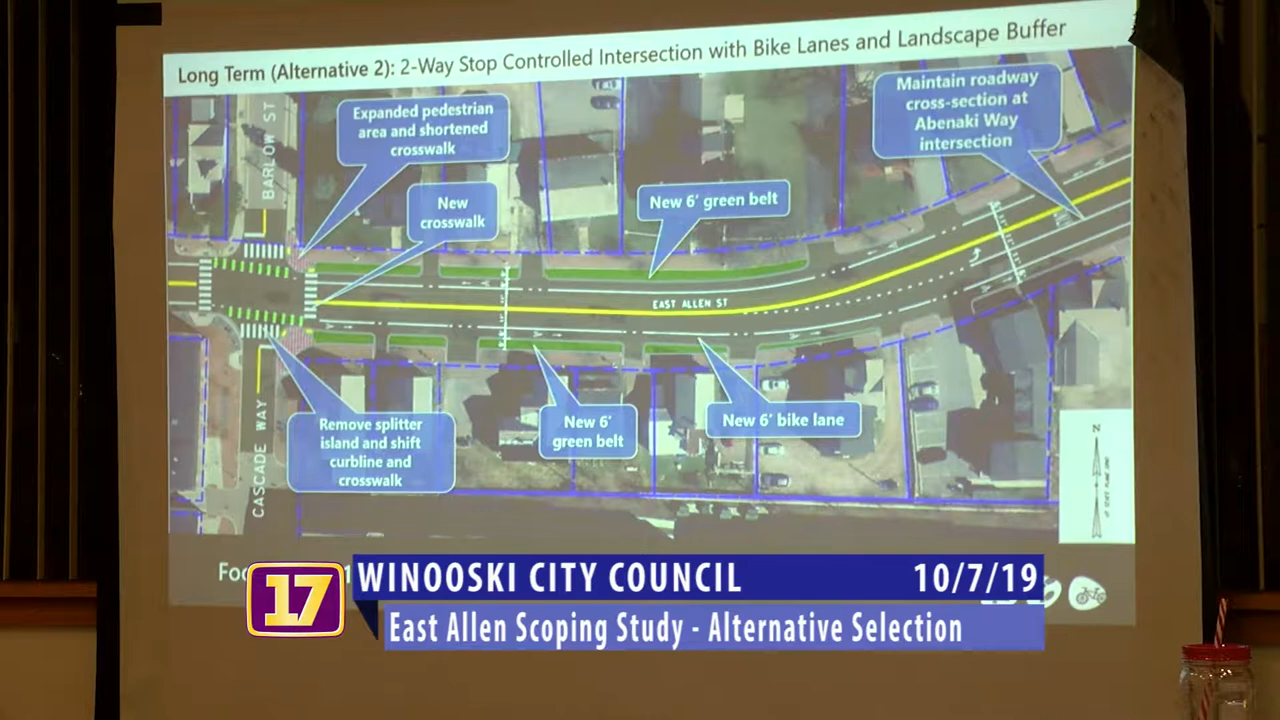 Long Term (Alternative 2): 2-Way Stop Controlled Intersection with Bike Lanes and Landscape Buffer
Expanded pedestrian
area and shortened
crosswalk
Maintain roadway
cross-section at
Abenaki Way
intersection
BARLOW ST
New
crosswalk
New 6' green belt
EAST ALLEN ST
Remove splitter
island and shift
curbline and
crosswalk
New 6'
green belt
New 6' bike lane
CASCADE WAY
N
17
WINOOSKI CITY COUNCIL
10/7/19
East Allen Scoping Study - Alternative Selection